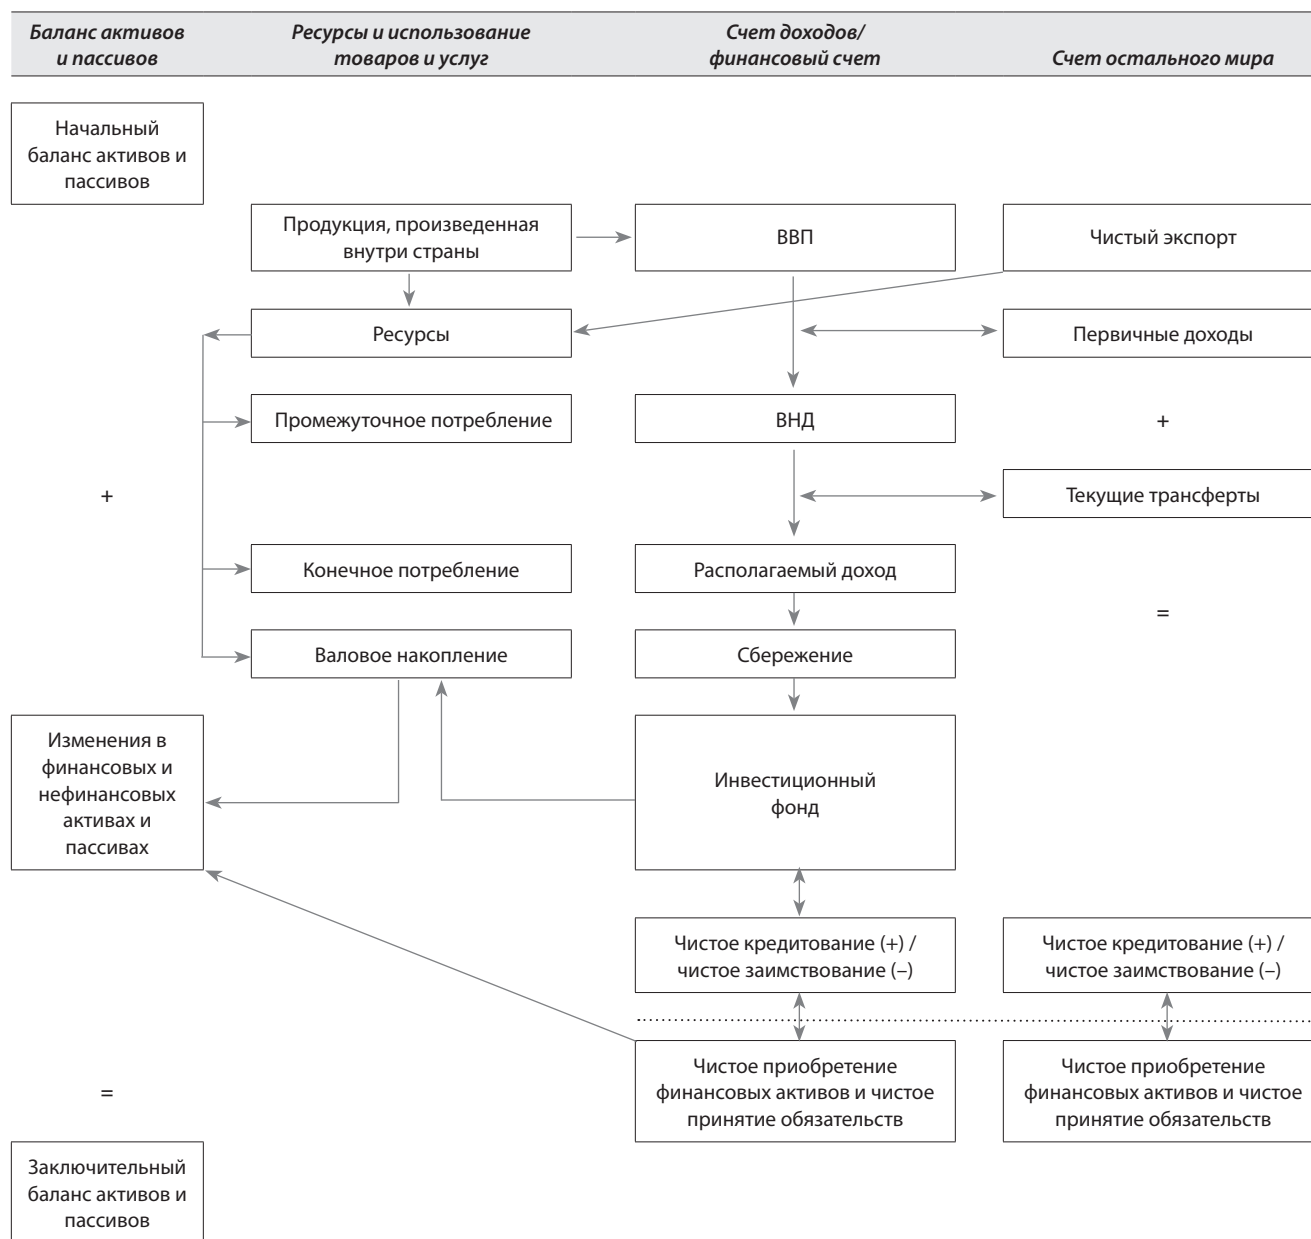 Баланс активов
и пассивов
Ресурсы и использование
товаров и услуг
Счет доходов/
финансовый счет
Счет остального мира
Начальный
баланс активов и
пассивов
Продукция, произведенная
внутри страны
ВВП
Чистый экспорт
Ресурсы
Первичные доходы
Промежуточное потребление
ВНД
+
+
Текущие трансферты
Конечное потребление
Располагаемый доход
=
Валовое накопление
Сбережение
Изменения в
финансовых и
нефинансовых
активах и
пассивах
Инвестиционный
фонд
Чистое кредитование (+) /
чистое заимствование (–)
Чистое кредитование (+) /
чистое заимствование (–)
=
Чистое приобретение
финансовых активов и чистое
принятие обязательств
Чистое приобретение
финансовых активов и чистое
принятие обязательств
Заключительный
баланс активов и
пассивов